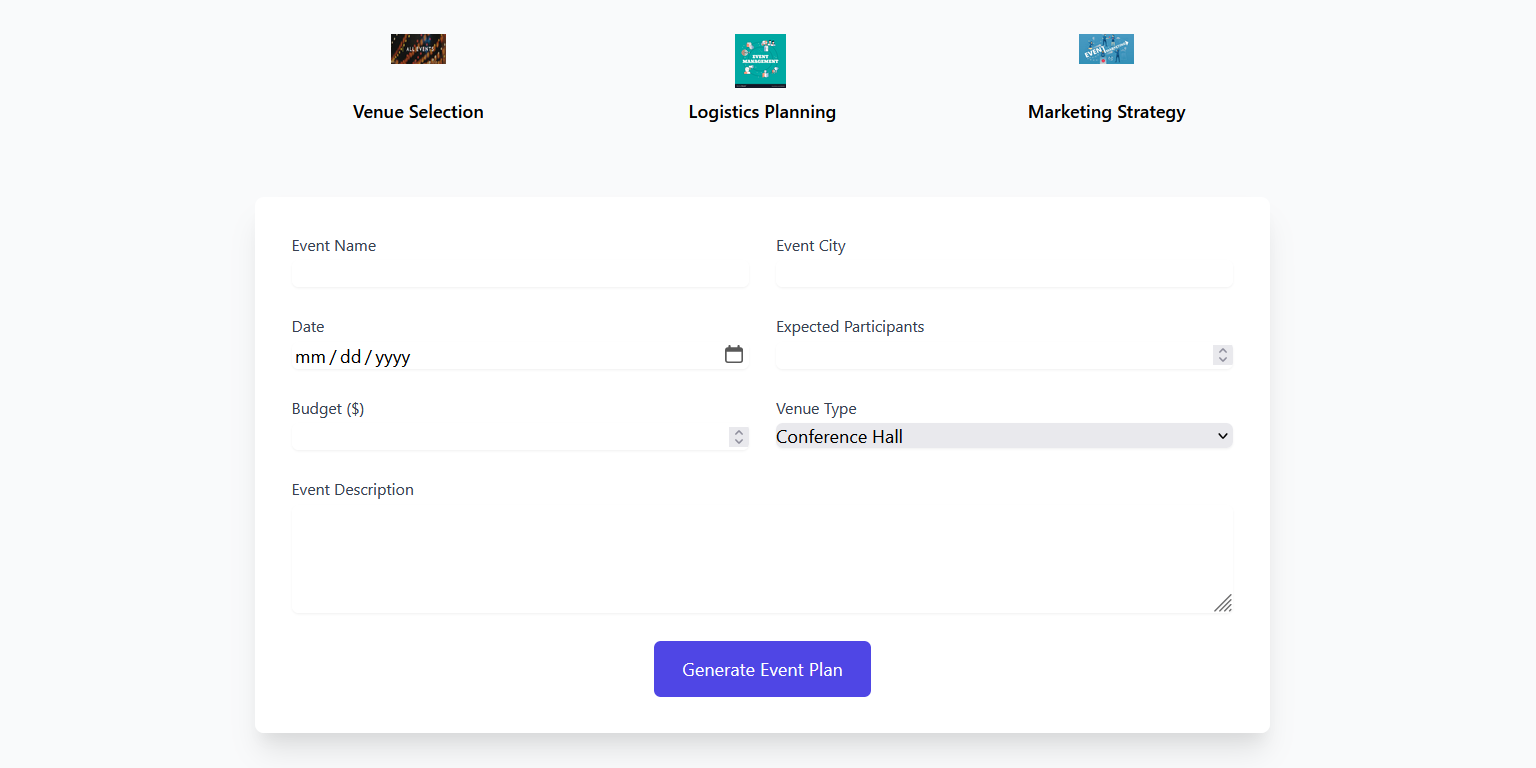 ALL EVENTS
EVENT
MANAGEMENT
EVENT
Venue Selection
Logistics Planning
Marketing Strategy
Event Name
Event City
Date
mm / dd / yyyy
Expected Participants
Budget ($)
Venue Type
Conference Hall
Event Description
Generate Event Plan